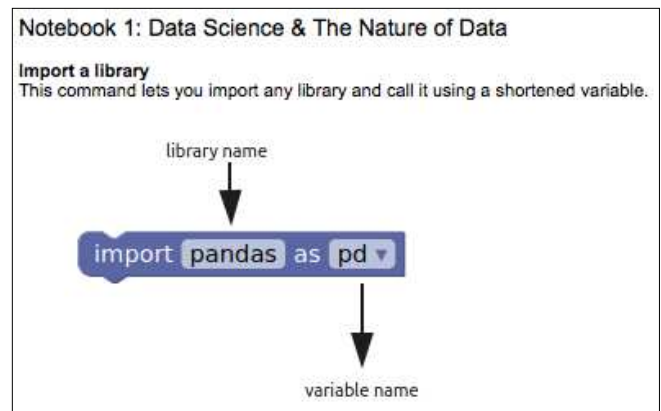 Notebook 1: Data Science & The Nature of Data
Import a library
This command lets you import any library and call it using a shortened variable.
library name
import pandas as pd
variable name